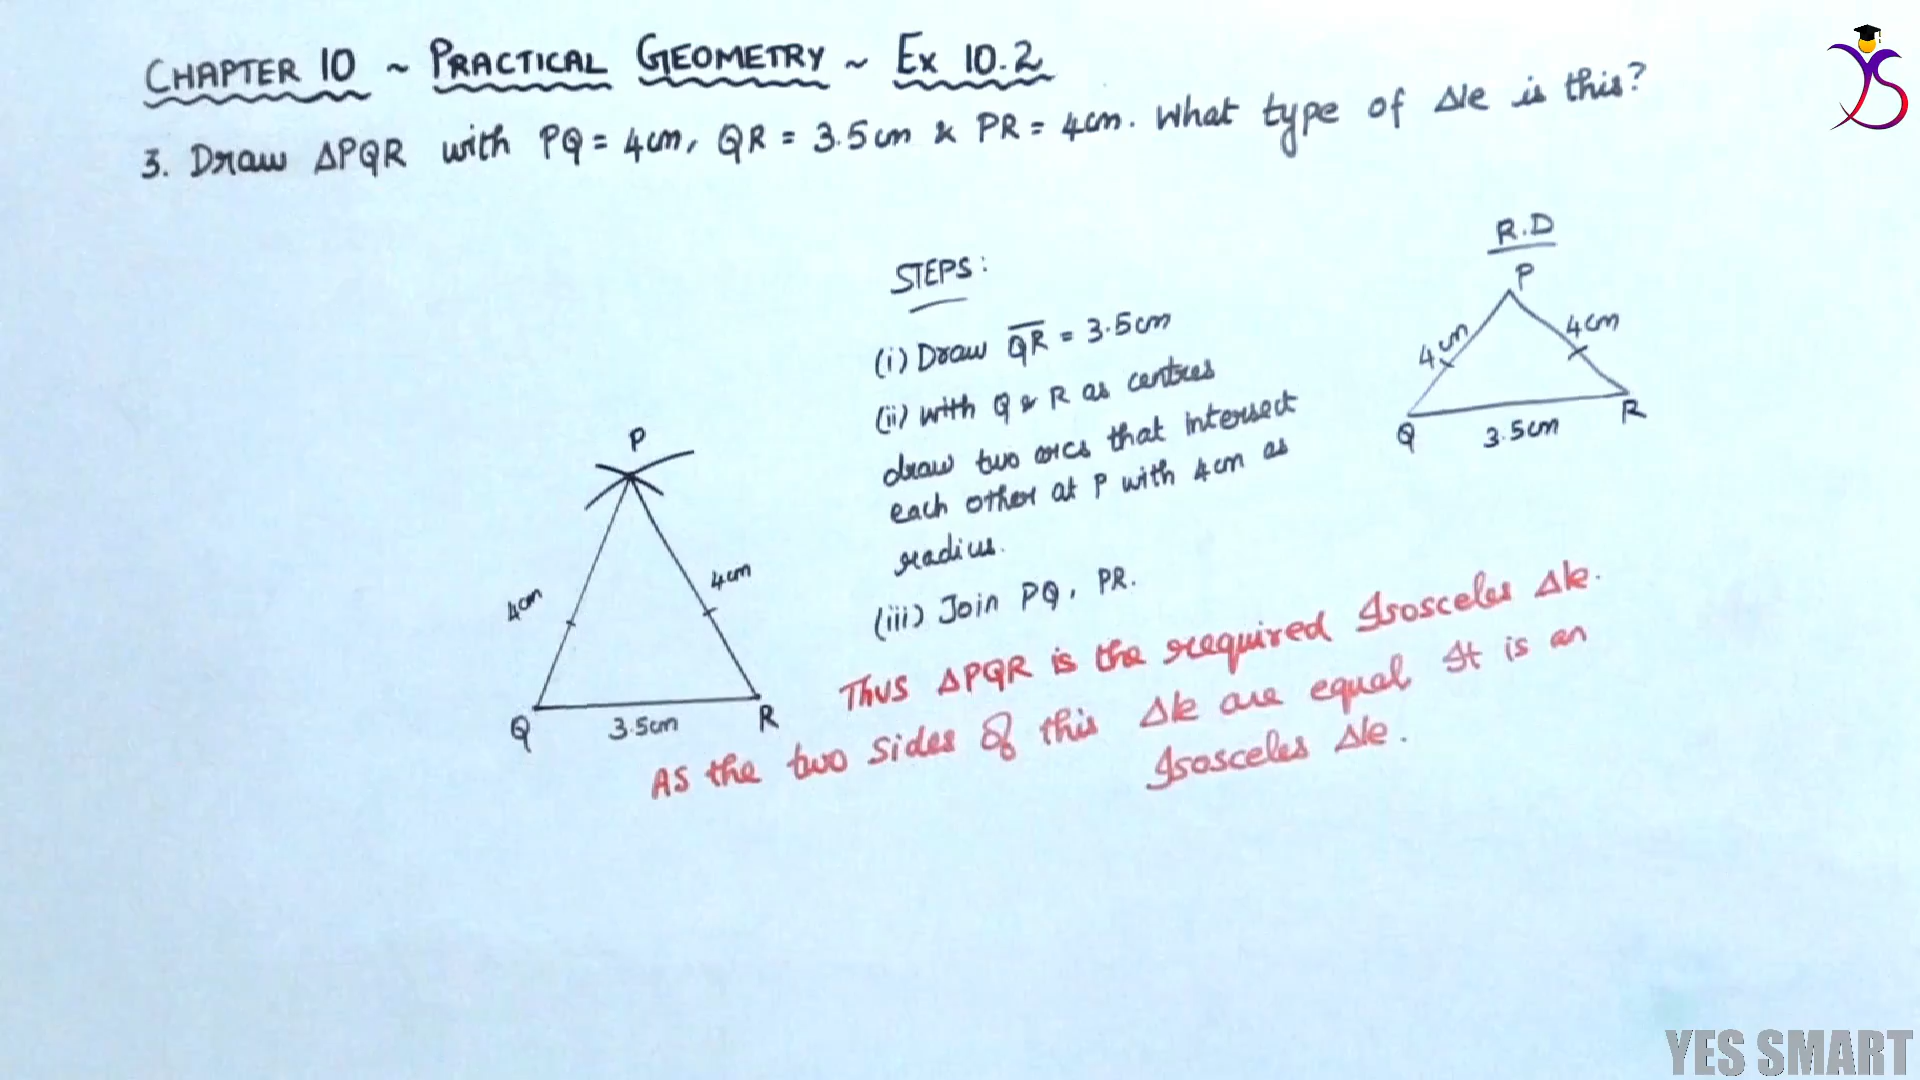 CHAPTER 10 ~ PRACTICAL GEOMETRY ~ Ex 10.2
3. Draw ΔPQR with PQ = 4cm, QR = 3.5cm & PR = 4cm. What type of Δle is this?
R.D
P
4cm
4cm
Q
3.5cm
R
STEPS:
(i) Draw QR = 3.5cm
(ii) with Q & R as centres
draw two arcs that intersect
each other at P with 4cm as
radius.
(iii) Join PQ, PR.
P
4cm
4cm
Q
3.5cm
R
Thus ΔPQR is the required Isosceles Δle.
As the two sides of this Δle are equal It is an
Isosceles Δle.
YS
YES SMART